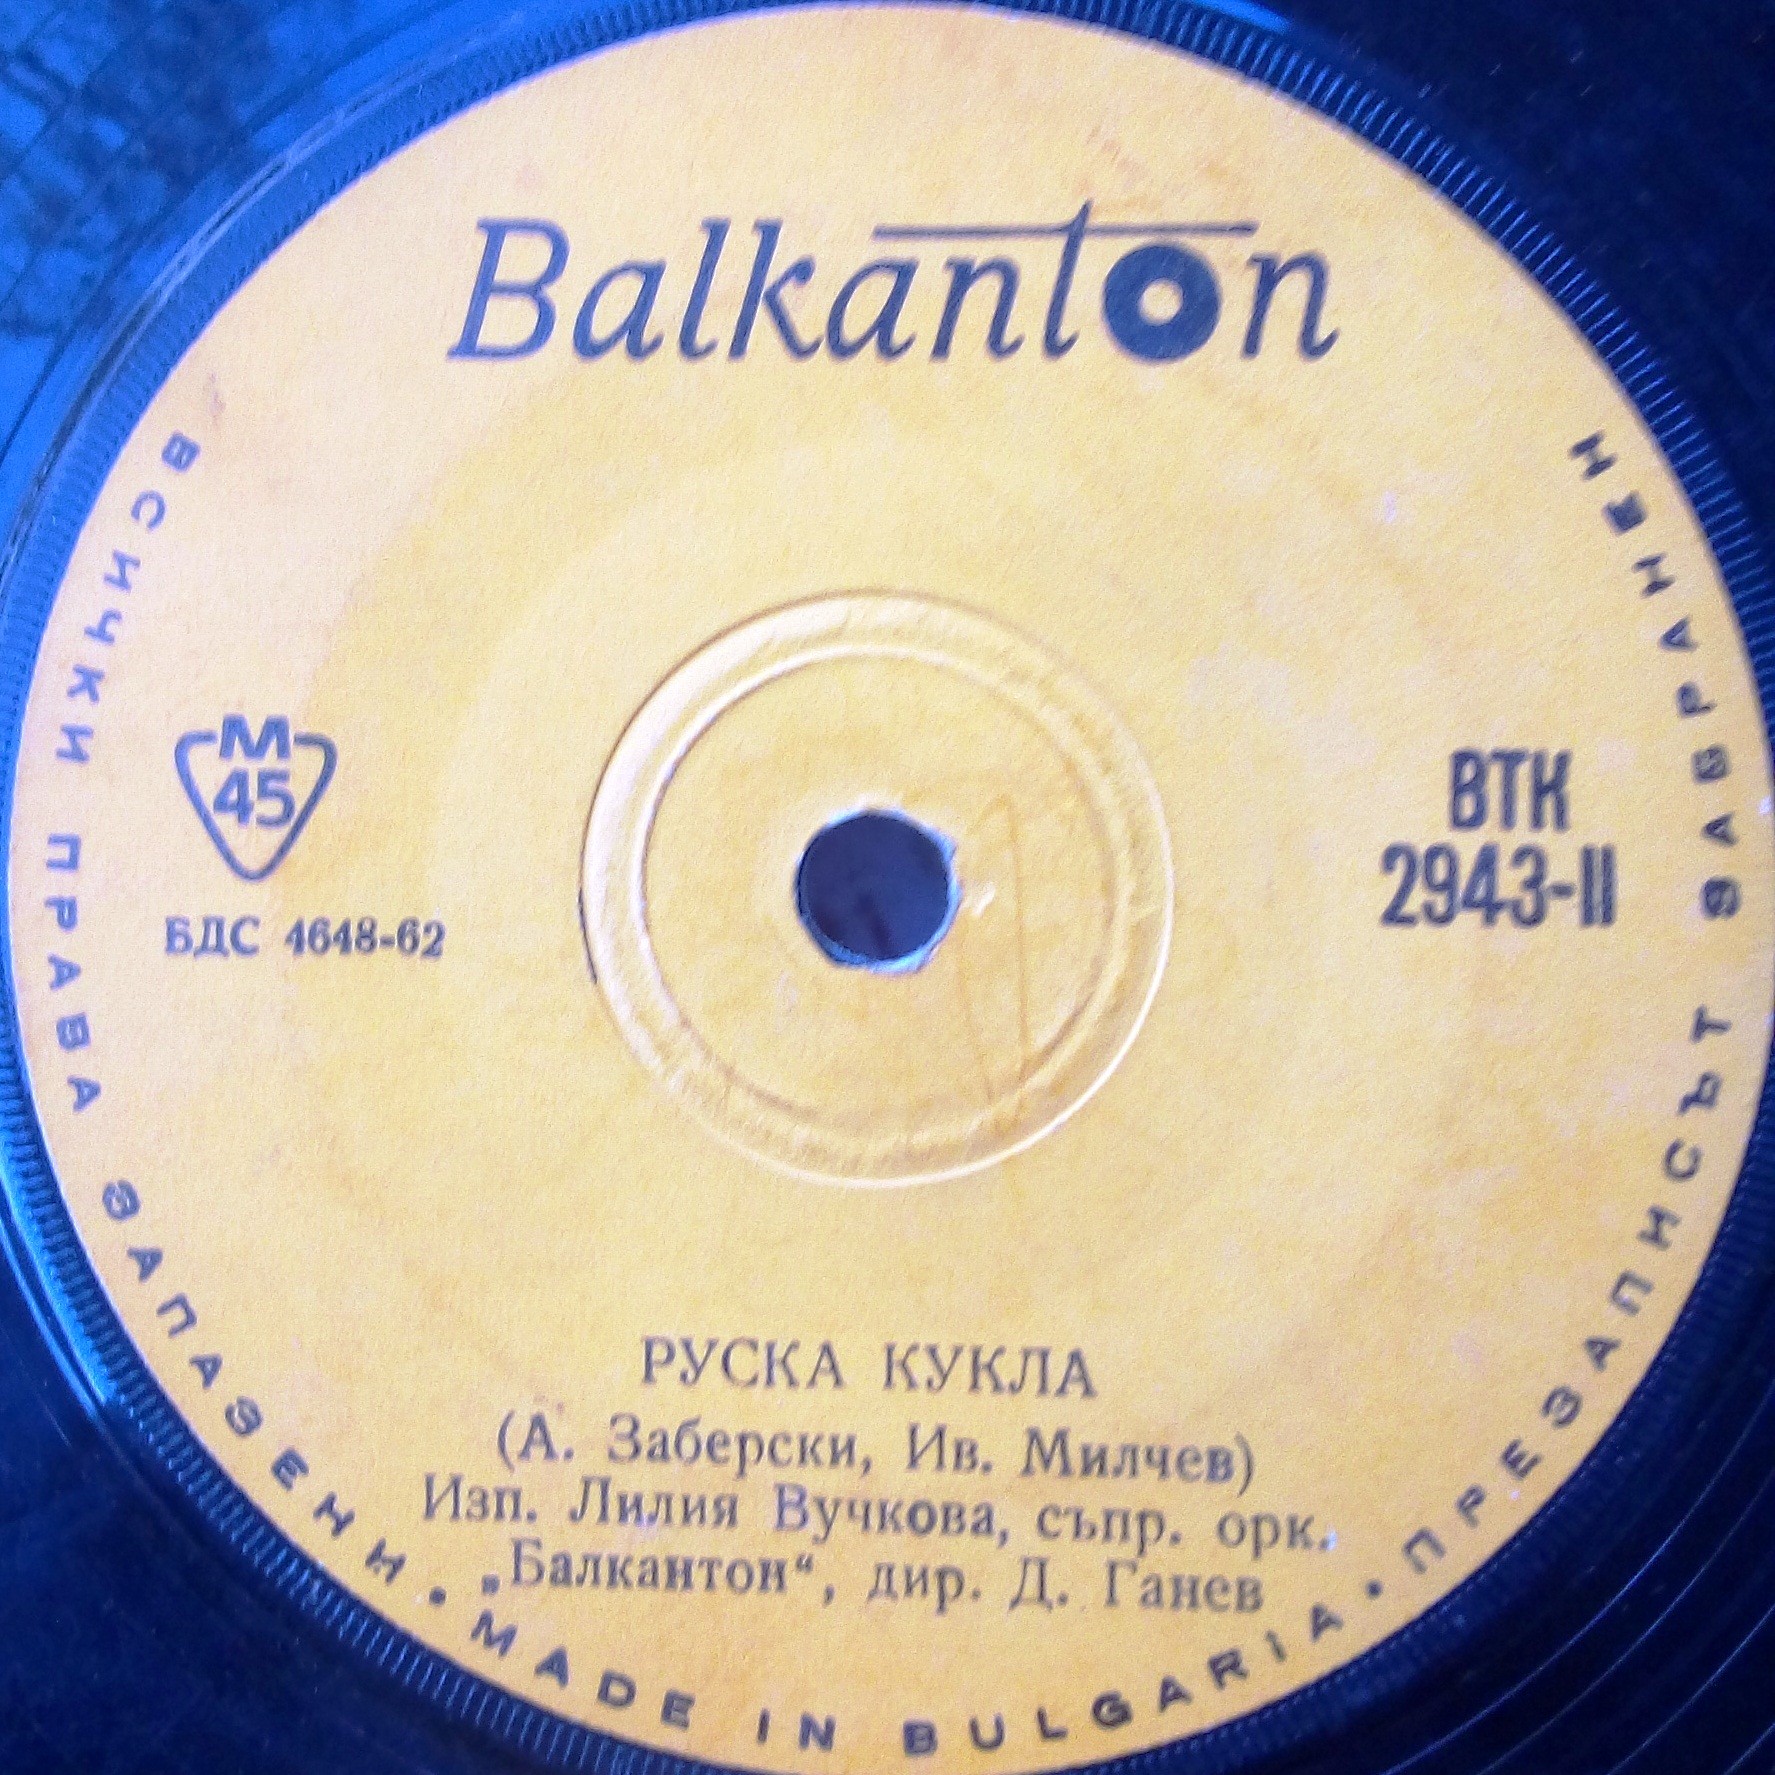 Balkanton
М
45
БДС 4648-62
ВТК
2943-II
РУСКА КУКЛА
(А. Заберски, Ив. Милчев)
Изп. Лилия Вучкова, съпр. орк.
„Балкантон“, дир. Д. Ганев
ВСИЧКИ ПРАВА ЗАПАЗЕНИ • MADE IN BULGARIA • ПРЕЗАПИСЪТ ЗАБРАНЕН